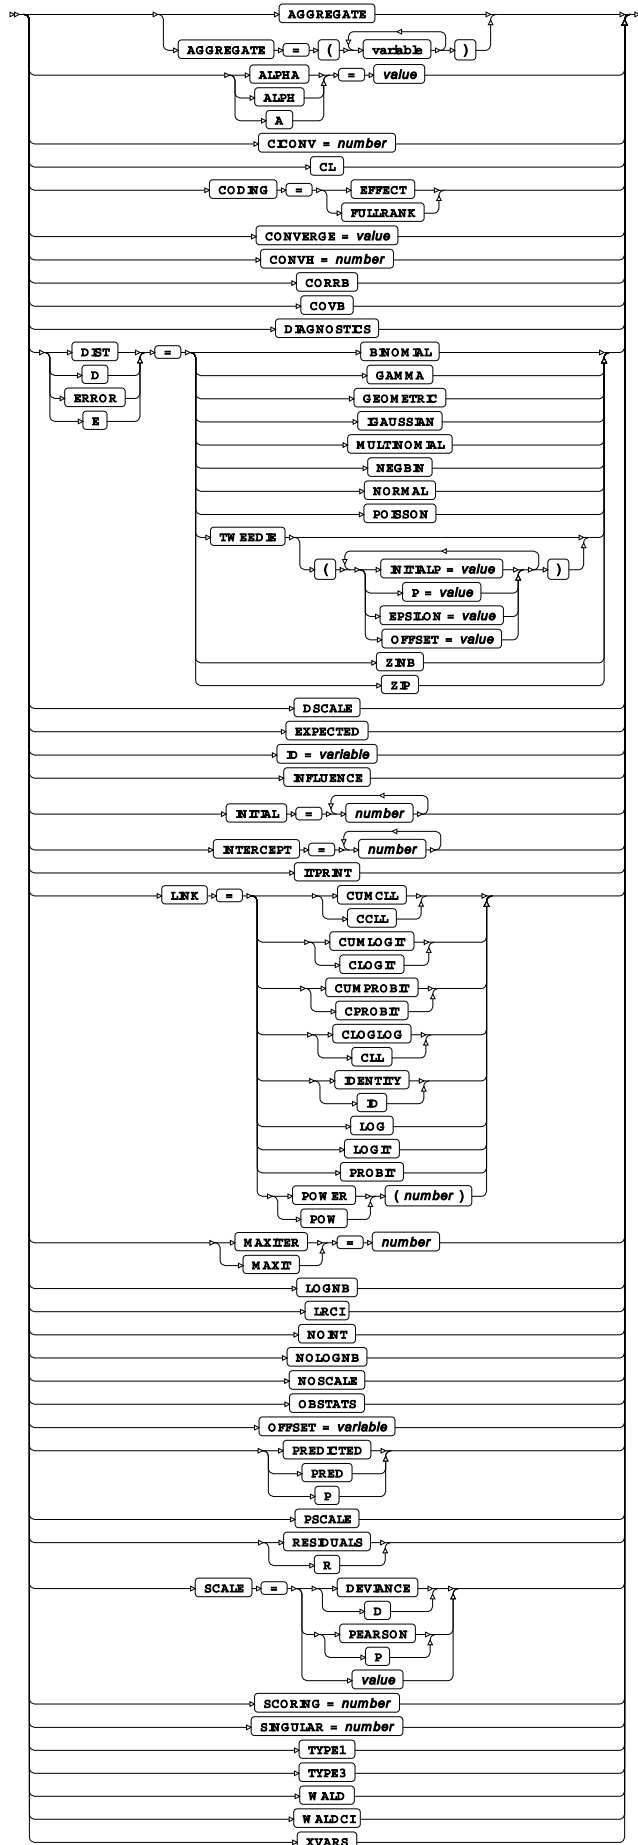 AGGREGATE
AGGREGATE = ( variable )
ALPHA = value
ALPH
A
CICONV = number
CL
CODING = EFFECT
FULLRANK
CONVERGE = value
CONVH = number
CORRB
COVB
DIAGNOSTICS
DIST = BINOMIAL
D GAMMA
ERROR GEOMETRIC
E IGAUSSIAN
MULTINOMIAL
NEGBIN
NORMAL
POISSON
TWEEDIE
( INITIALP = value )
P = value
EPSILON = value
OFFSET = value
ZINB
ZIP
DSCALE
EXPECTED
ID = variable
INFLUENCE
INITIAL = number
INTERCEPT = number
ITPRINT
LINK = CUMCLL
CCLL
CUMLOGIT
CLOGIT
CUMPROBIT
CPROBIT
CLOGLOG
CLL
IDENTITY
ID
LOG
LOGIT
PROBIT
POWER ( number )
POW
MAXITER = number
MAXIT
LOGNB
LRCI
NOINT
NOLOGNB
NOSCALE
OBSTATS
OFFSET = variable
PREDICTED
PRED
P
PSCALE
RESIDUALS
R
SCALE = DEVIANCE
D
PEARSON
P
value
SCORING = number
SINGULAR = number
TYPE1
TYPE3
WALD
WALDCI
XVARS